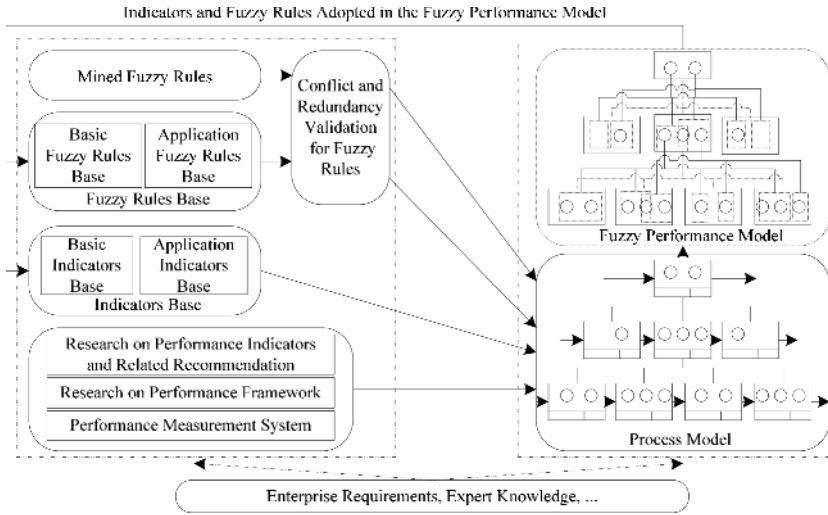 Indicators and Fuzzy Rules Adopted in the Fuzzy Performance Model
Mined Fuzzy Rules
Conflict and
Redundancy
Validation
for Fuzzy
Rules
Basic
Fuzzy Rules
Base
Application
Fuzzy Rules
Base
Fuzzy Rules Base
Basic
Indicators
Base
Application
Indicators
Base
Indicators Base
Research on Performance Indicators
and Related Recommendation
Research on Performance Framework
Performance Measurement System
Fuzzy Performance Model
Process Model
Enterprise Requirements, Expert Knowledge, ...